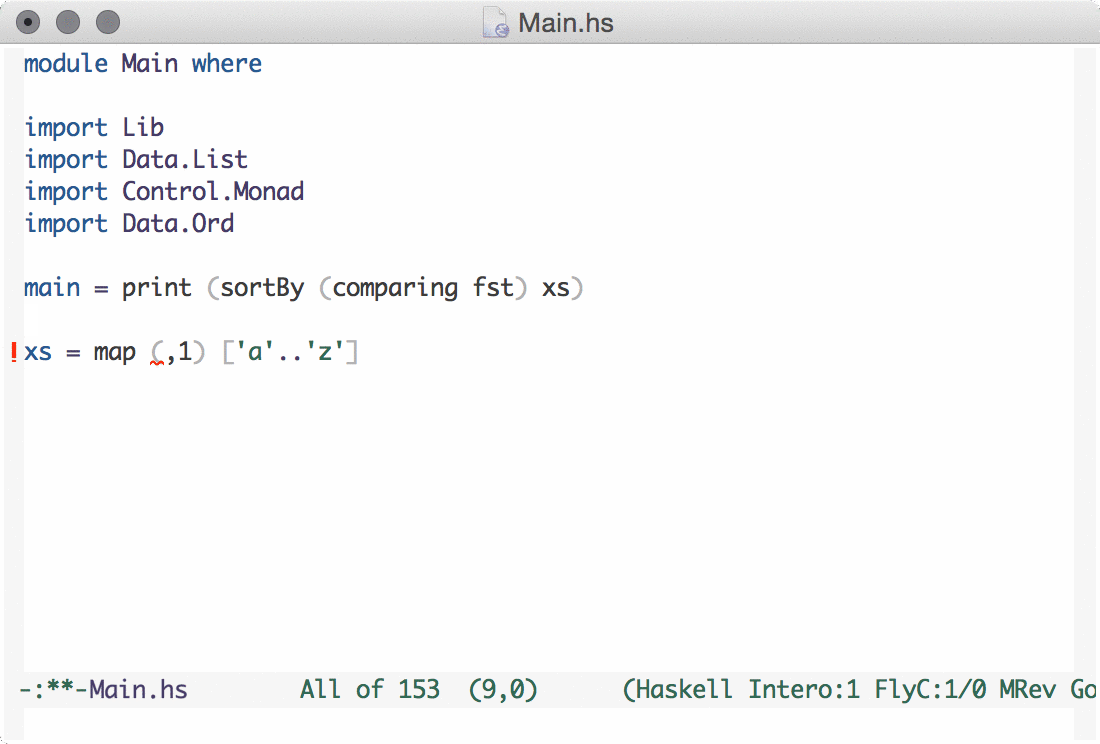 Main.hs
module Main where
import Lib
import Data.List
import Control.Monad
import Data.Ord
main = print (sortBy (comparing fst) xs)
!xs = map (,1) ['a'..'z']
-:**-Main.hs All of 153 (9,0) (Haskell Intero:1 FlyC:1/0 MRev Go